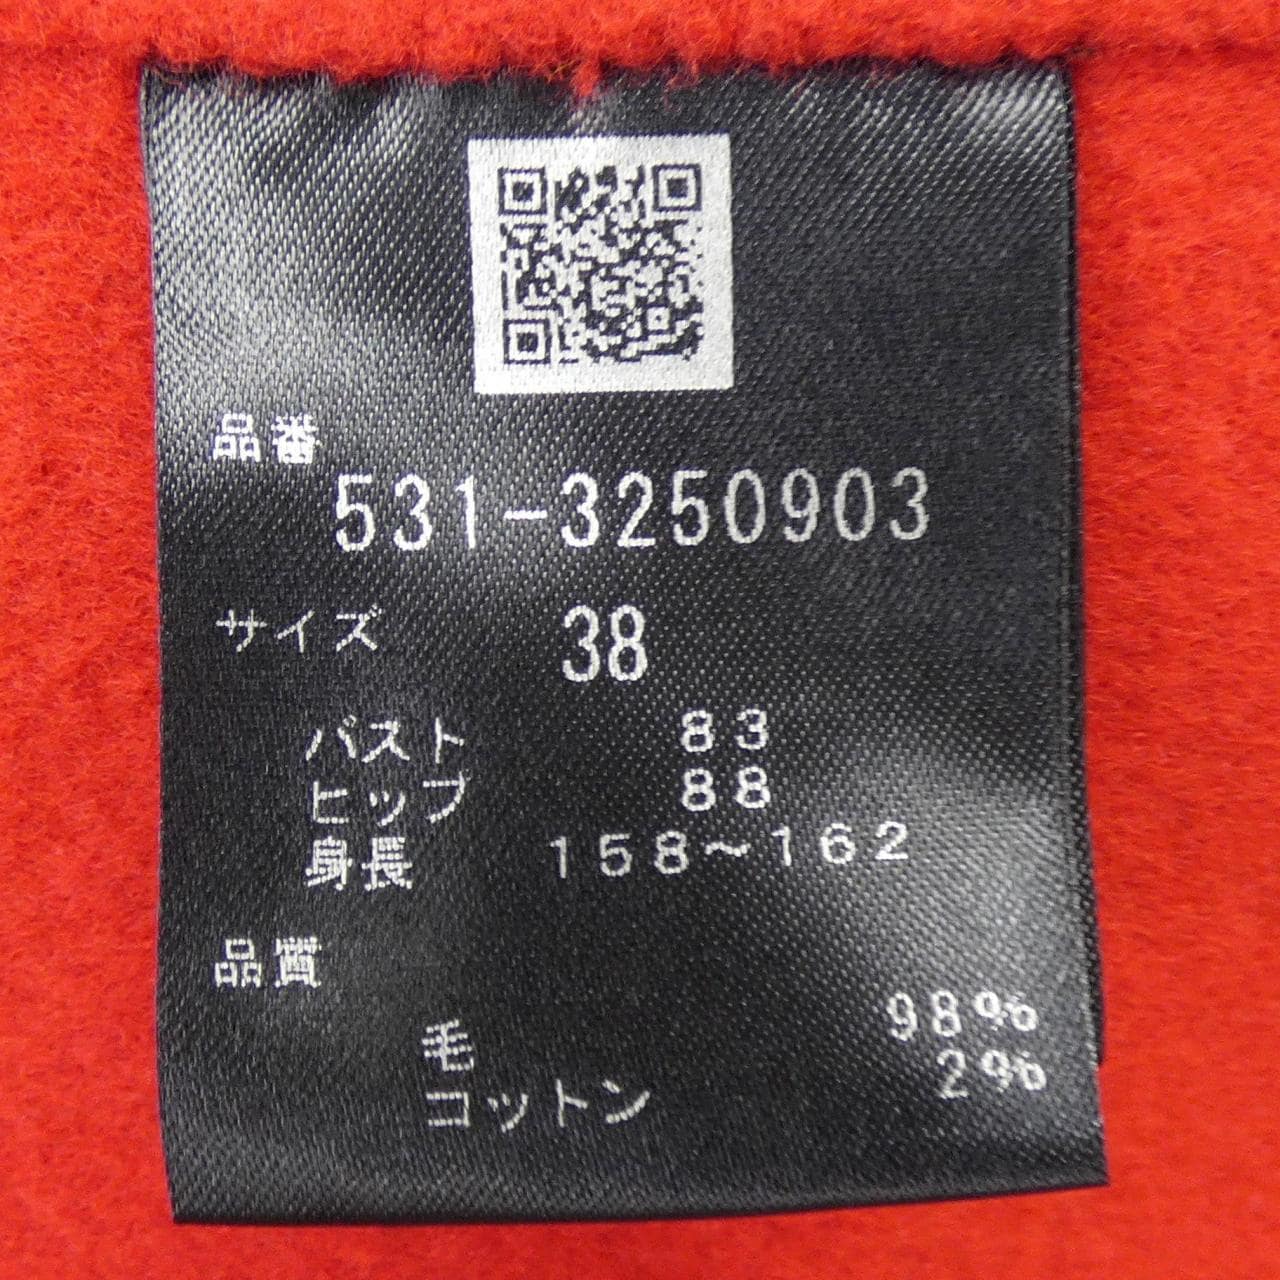 品番
531-3250903
サイズ 38
バスト 83
ヒップ 88
身長 158～162
品質
毛 98%
コットン 2%